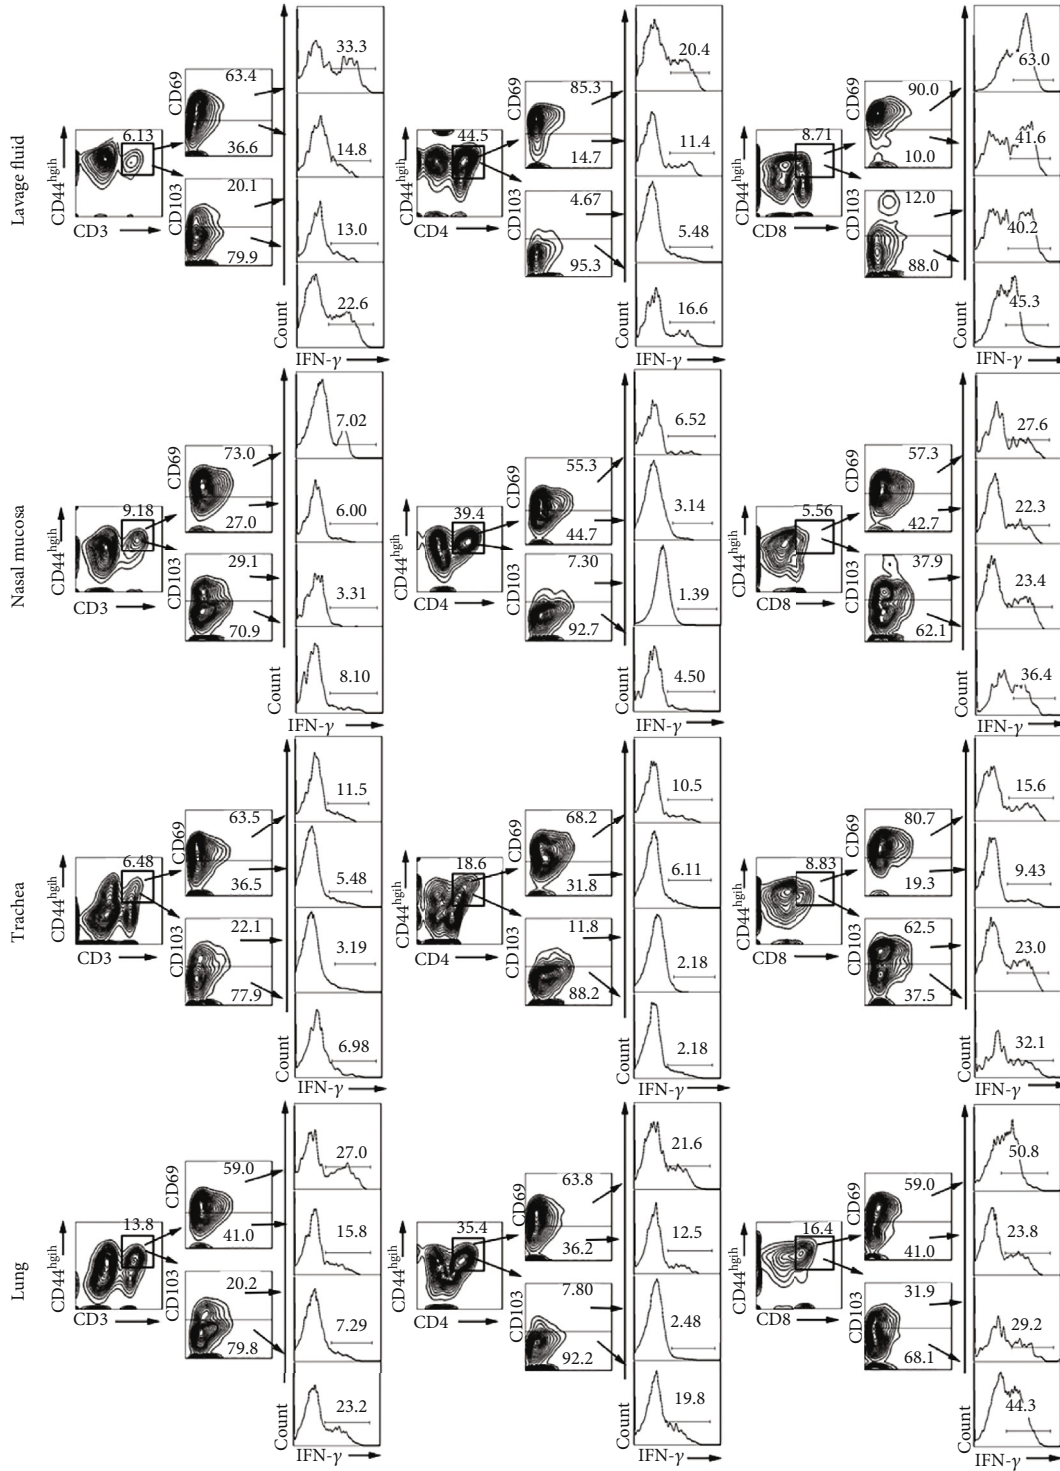 Lavage fluid
CD44hgih
6.13
CD3
CD69
63.4
36.6
CD103
20.1
79.9
Count
33.3
14.8
13.0
22.6
IFN-γ
CD44hgih
44.5
CD4
CD69
85.3
14.7
CD103
4.67
95.3
Count
20.4
11.4
5.48
16.6
IFN-γ
CD44hgih
8.71
CD8
CD69
90.0
10.0
CD103
12.0
88.0
Count
63.0
41.6
40.2
45.3
IFN-γ
Nasal mucosa
CD44hgih
9.18
CD3
CD69
73.0
27.0
CD103
29.1
70.9
Count
7.02
6.00
3.31
8.10
IFN-γ
CD44hgih
39.4
CD4
CD69
55.3
44.7
CD103
7.30
92.7
Count
6.52
3.14
1.39
4.50
IFN-γ
CD44hgih
5.56
CD8
CD69
57.3
42.7
CD103
37.9
62.1
Count
27.6
22.3
23.4
36.4
IFN-γ
Trachea
CD44hgih
6.48
CD3
CD69
63.5
36.5
CD103
22.1
77.9
Count
11.5
5.48
3.19
6.98
IFN-γ
CD44hgih
18.6
CD4
CD69
68.2
31.8
CD103
11.8
88.2
Count
10.5
6.11
2.18
2.18
IFN-γ
CD44hgih
8.83
CD8
CD69
80.7
19.3
CD103
62.5
37.5
Count
15.6
9.43
23.0
32.1
IFN-γ
Lung
CD44hgih
13.8
CD3
CD69
59.0
41.0
CD103
20.2
79.8
Count
27.0
15.8
7.29
23.2
IFN-γ
CD44hgih
35.4
CD4
CD69
63.8
36.2
CD103
7.80
92.2
Count
21.6
12.5
2.48
19.8
IFN-γ
CD44hgih
16.4
CD8
CD69
59.0
41.0
CD103
31.9
68.1
Count
50.8
23.8
29.2
44.3
IFN-γ